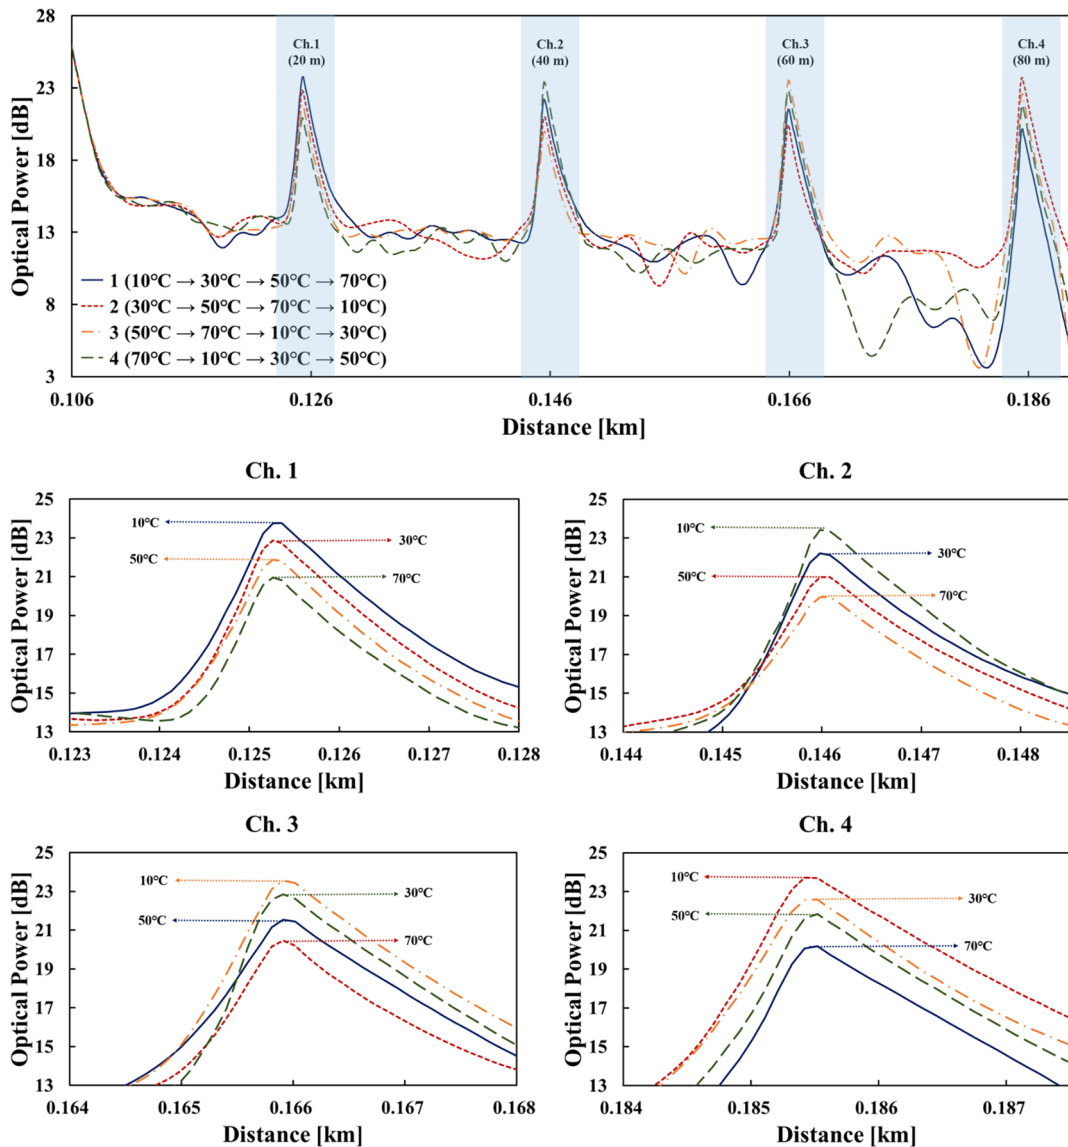 28
23
18
13
8
3
Optical Power [dB]
Ch.1
(20 m)
Ch.2
(40 m)
Ch.3
(60 m)
Ch.4
(80 m)
1 (10℃ → 30℃ → 50℃ → 70℃)
2 (30℃ → 50℃ → 70℃ → 10℃)
3 (50℃ → 70℃ → 10℃ → 30℃)
4 (70℃ → 10℃ → 30℃ → 50℃)
0.106 0.126 0.146 0.166 0.186
Distance [km]
Ch. 1
25
23
21
19
17
15
13
Optical Power [dB]
10℃
30℃
50℃
70℃
0.123 0.124 0.125 0.126 0.127 0.128
Distance [km]
Ch. 2
25
23
21
19
17
15
13
Optical Power [dB]
10℃
30℃
50℃
70℃
0.144 0.145 0.146 0.147 0.148
Distance [km]
Ch. 3
25
23
21
19
17
15
13
Optical Power [dB]
10℃
30℃
50℃
70℃
0.164 0.165 0.166 0.167 0.168
Distance [km]
Ch. 4
25
23
21
19
17
15
13
Optical Power [dB]
10℃
30℃
50℃
70℃
0.184 0.185 0.186 0.187
Distance [km]